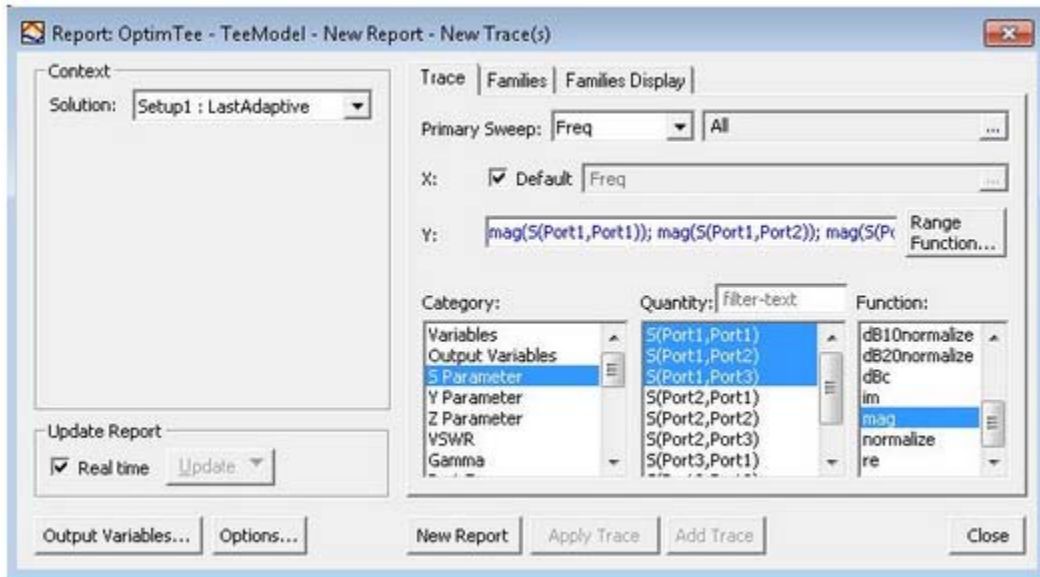 Report: OptimTee - TeeModel - New Report - New Trace(s)
Context
Solution: Setup1 : LastAdaptive
Update Report
Real time Update
Output Variables... Options...
Trace Families Families Display
Primary Sweep: Freq All ...
X: Default Freq ...
Y: mag(S(Port1,Port1)); mag(S(Port1,Port2)); mag(S(P
Range
Function...
Category:
Variables
Output Variables
S Parameter
Y Parameter
Z Parameter
VSWR
Gamma
Quantity: filter-text
S(Port1,Port1)
S(Port1,Port2)
S(Port1,Port3)
S(Port2,Port1)
S(Port2,Port2)
S(Port2,Port3)
S(Port3,Port1)
Function:
dB10normalize
dB20normalize
dBc
im
mag
normalize
re
New Report Apply Trace Add Trace Close